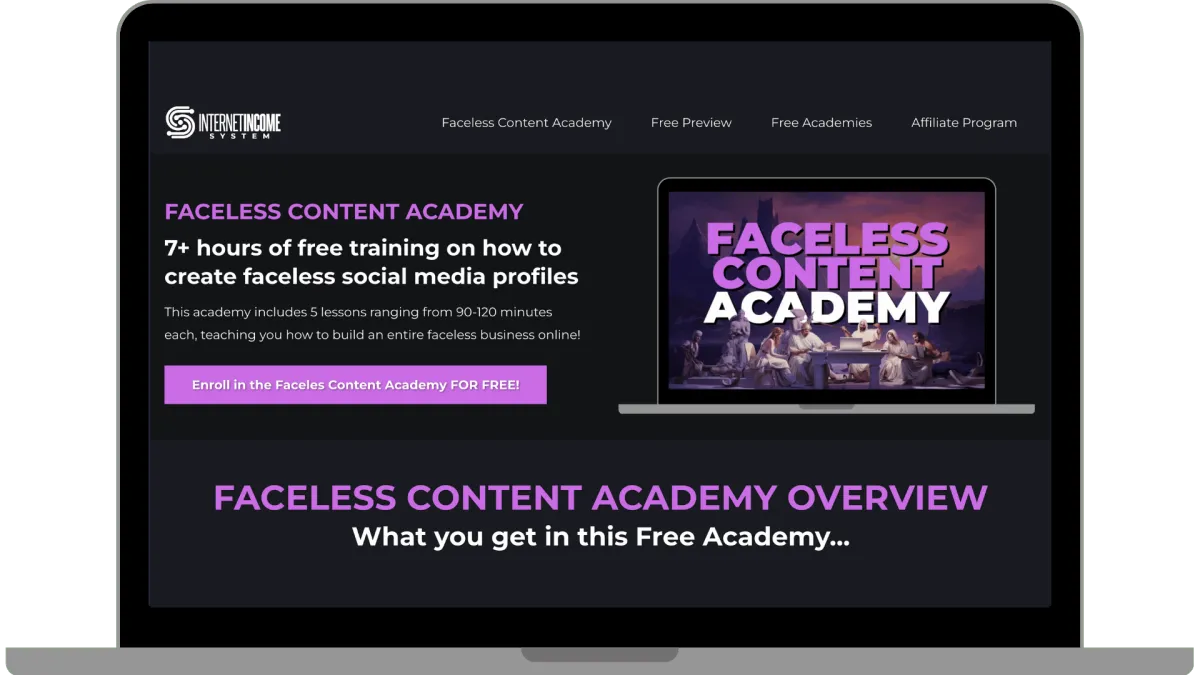 INTERNETINCOME
SYSTEM
Faceless Content Academy
Free Preview
Free Academies
Affiliate Program
FACELESS CONTENT ACADEMY
7+ hours of free training on how to
create faceless social media profiles
This academy includes 5 lessons ranging from 90-120 minutes
each, teaching you how to build an entire faceless business online!
Enroll in the Faceles Content Academy FOR FREE!
FACELESS
CONTENT
ACADEMY
FACELESS CONTENT ACADEMY OVERVIEW
What you get in this Free Academy...